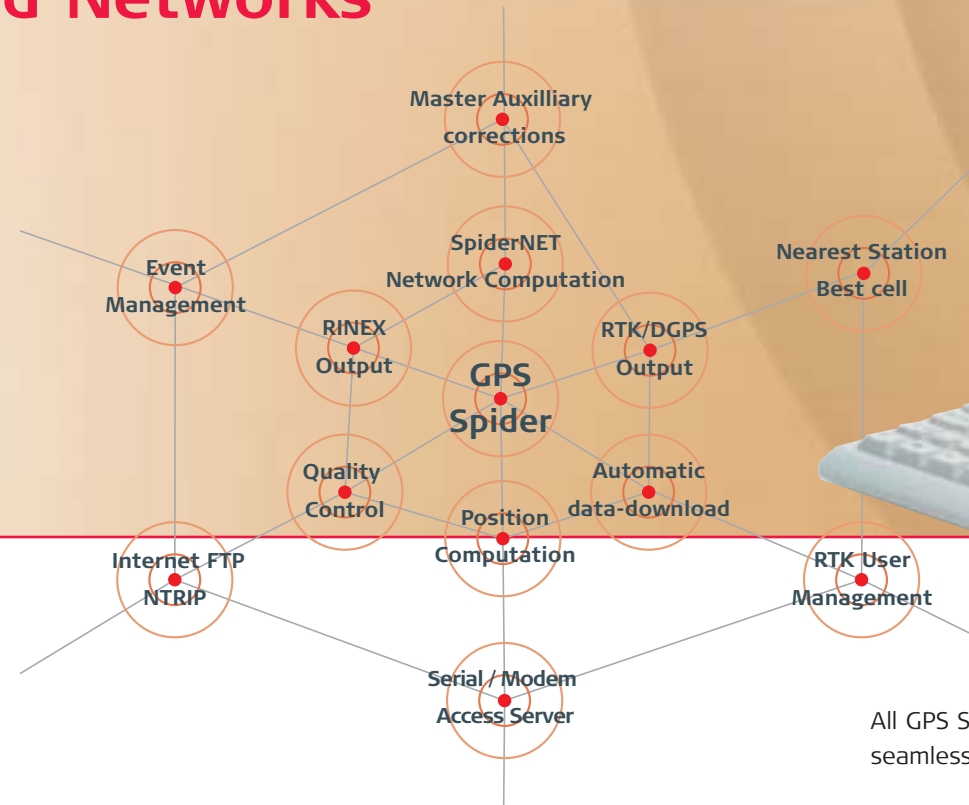 Networks
Master Auxilliary
corrections
SpiderNET
Network Computation
Nearest Station
Best cell
Event
Management
RINEX
Output
RTK/DGPS
Output
GPS
Spider
Quality
Control
Automatic
data-download
Position
Computation
Internet FTP
NTRIP
RTK User
Management
Serial / Modem
Access Server
All GPS S
seamless